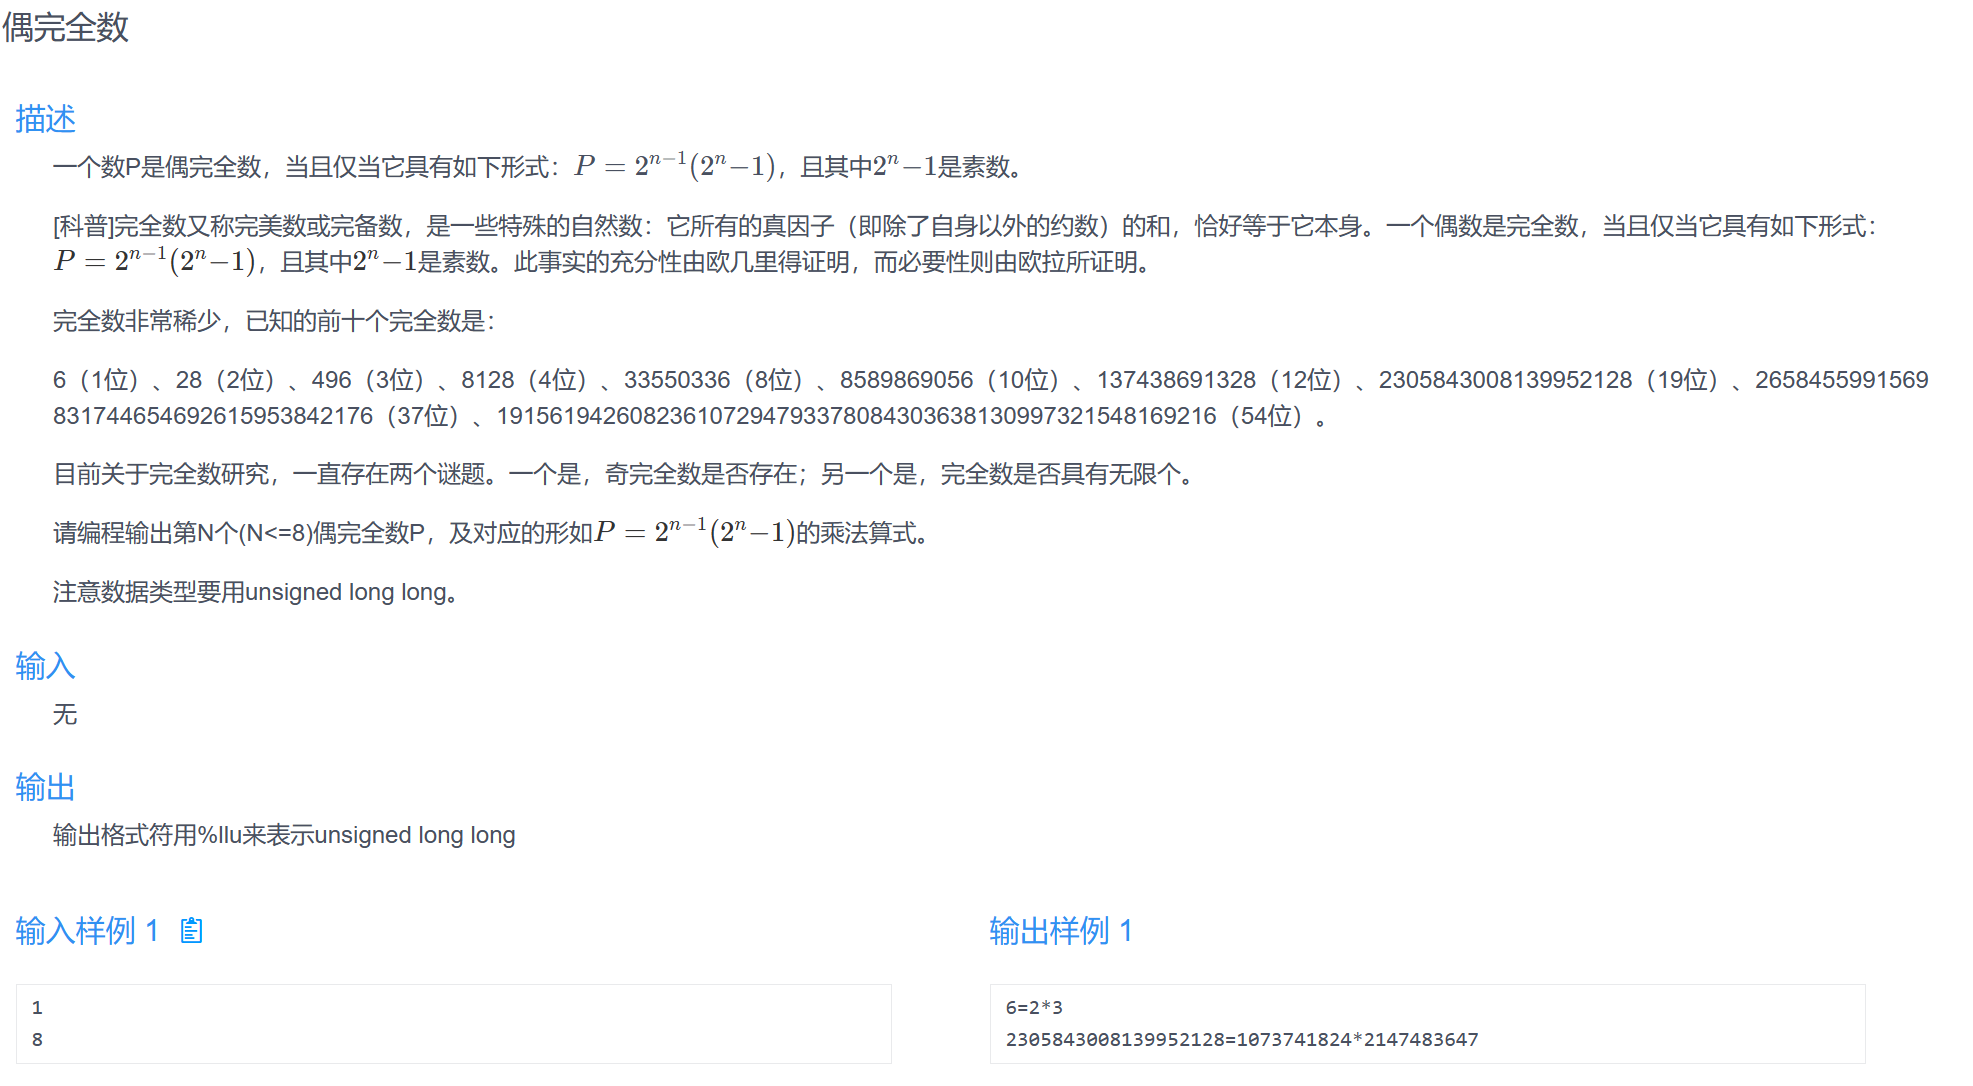 偶完全数
描述
一个数P是偶完全数，当且仅当它具有如下形式：P = 2^{n−1}(2^n−1)，且其中2^n−1是素数。
[科普]完全数又称完美数或完备数，是一些特殊的自然数：它所有的真因子（即除了自身以外的约数）的和，恰好等于它本身。一个偶数是完全数，当且仅当它具有如下形式：
P = 2^{n−1}(2^n−1)，且其中2^n−1是素数。此事实的充分性由欧几里得证明，而必要性则由欧拉所证明。
完全数非常稀少，已知的前十个完全数是：
6（1位）、28（2位）、496（3位）、8128（4位）、33550336（8位）、8589869056（10位）、137438691328（12位）、2305843008139952128（19位）、2658455991569
831744654692615953842176（37位）、191561942608236107294793378084303638130997321548169216（54位）。
目前关于完全数研究，一直存在两个谜题。一个是，奇完全数是否存在；另一个是，完全数是否具有无限个。
请编程输出第N个(N<=8)偶完全数P，及对应的形如P = 2^{n−1}(2^n−1)的乘法算式。
注意数据类型要用unsigned long long。
输入
无
输出
输出格式符用%llu来表示unsigned long long
输入样例 1
1
8
输出样例 1
6=2*3
2305843008139952128=1073741824*2147483647